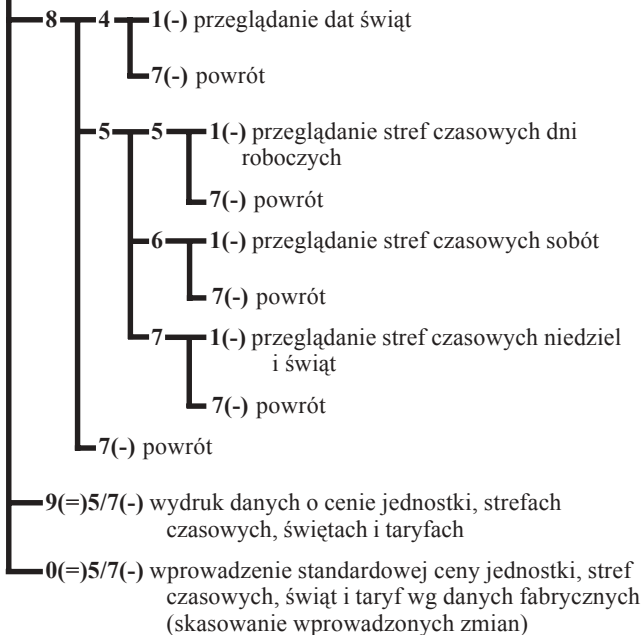 8 4 1(-) przeglądanie dat świąt
7(-) powrót
5 5 1(-) przeglądanie stref czasowych dni
roboczych
7(-) powrót
6 1(-) przeglądanie stref czasowych sobót
7(-) powrót
7 1(-) przeglądanie stref czasowych niedziel
i świąt
7(-) powrót
7(-) powrót
9(=)5/7(-) wydruk danych o cenie jednostki, strefach
czasowych, świętach i taryfach
0(=)5/7(-) wprowadzenie standardowej ceny jednostki, stref
czasowych, świąt i taryf wg danych fabrycznych
(skasowanie wprowadzonych zmian)